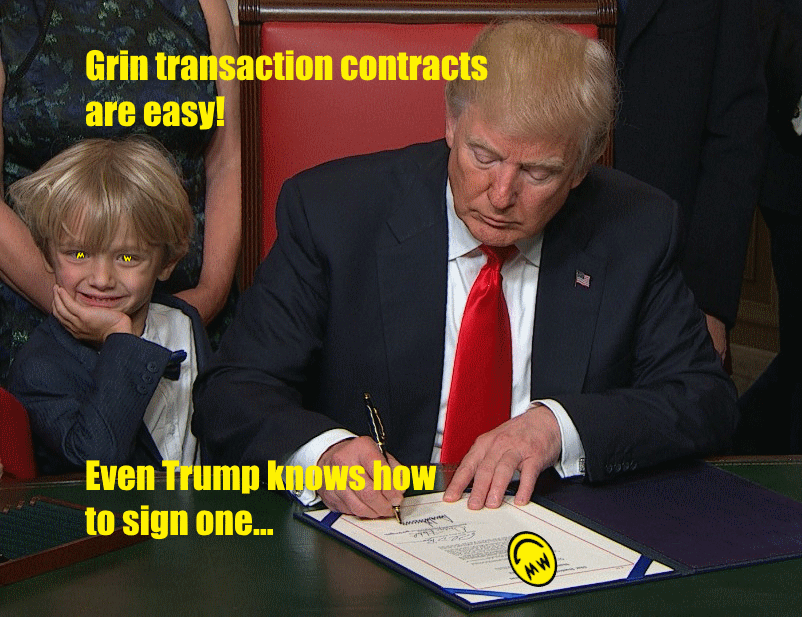 Grin transaction contracts
are easy!
Even Trump knows how
to sign one...